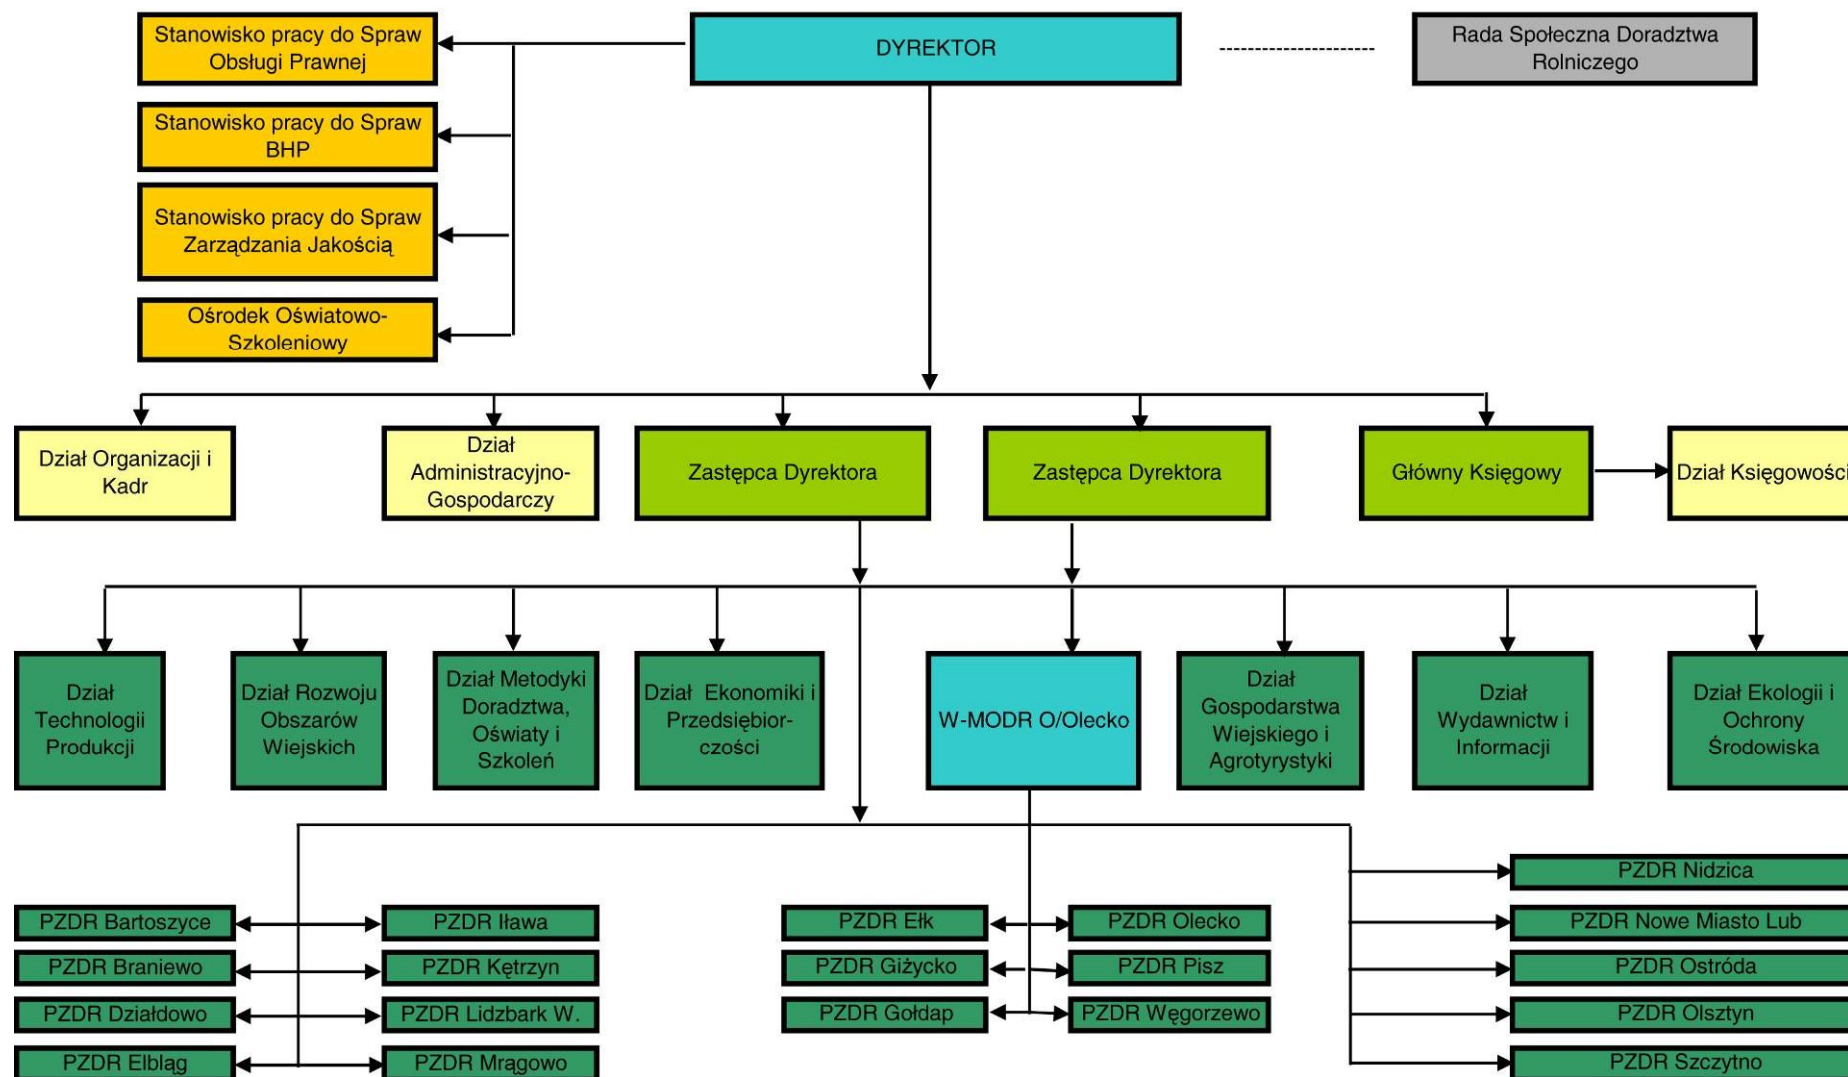 Stanowisko pracy do Spraw
Obsługi Prawnej
DYREKTOR
Rada Społeczna Doradztwa
Rolniczego
Stanowisko pracy do Spraw
BHP
Stanowisko pracy do Spraw
Zarządzania Jakością
Ośrodek Oświatowo-
Szkoleniowy
Dział Organizacji i
Kadr
Dział
Administracyjno-
Gospodarczy
Zastępca Dyrektora
Zastępca Dyrektora
Główny Księgowy
Dział Księgowości
Dział
Technologii
Produkcji
Dział Rozwoju
Obszarów
Wiejskich
Dział Metodyki
Doradztwa,
Oświaty i
Szkoleń
Dział Ekonomiki i
Przedsiębior-
czości
W-MODR O/Olecko
Dział
Gospodarstwa
Wiejskiego i
Agrotyrystyki
Dział
Wydawnictw i
Informacji
Dział Ekologii i
Ochrony
Środowiska
PZDR Bartoszyce
PZDR Braniewo
PZDR Działdowo
PZDR Elbląg
PZDR Iława
PZDR Kętrzyn
PZDR Lidzbark W.
PZDR Mrągowo
PZDR Ełk
PZDR Giżycko
PZDR Gołdap
PZDR Olecko
PZDR Pisz
PZDR Węgorzewo
PZDR Nidzica
PZDR Nowe Miasto Lub
PZDR Ostróda
PZDR Olsztyn
PZDR Szczytno